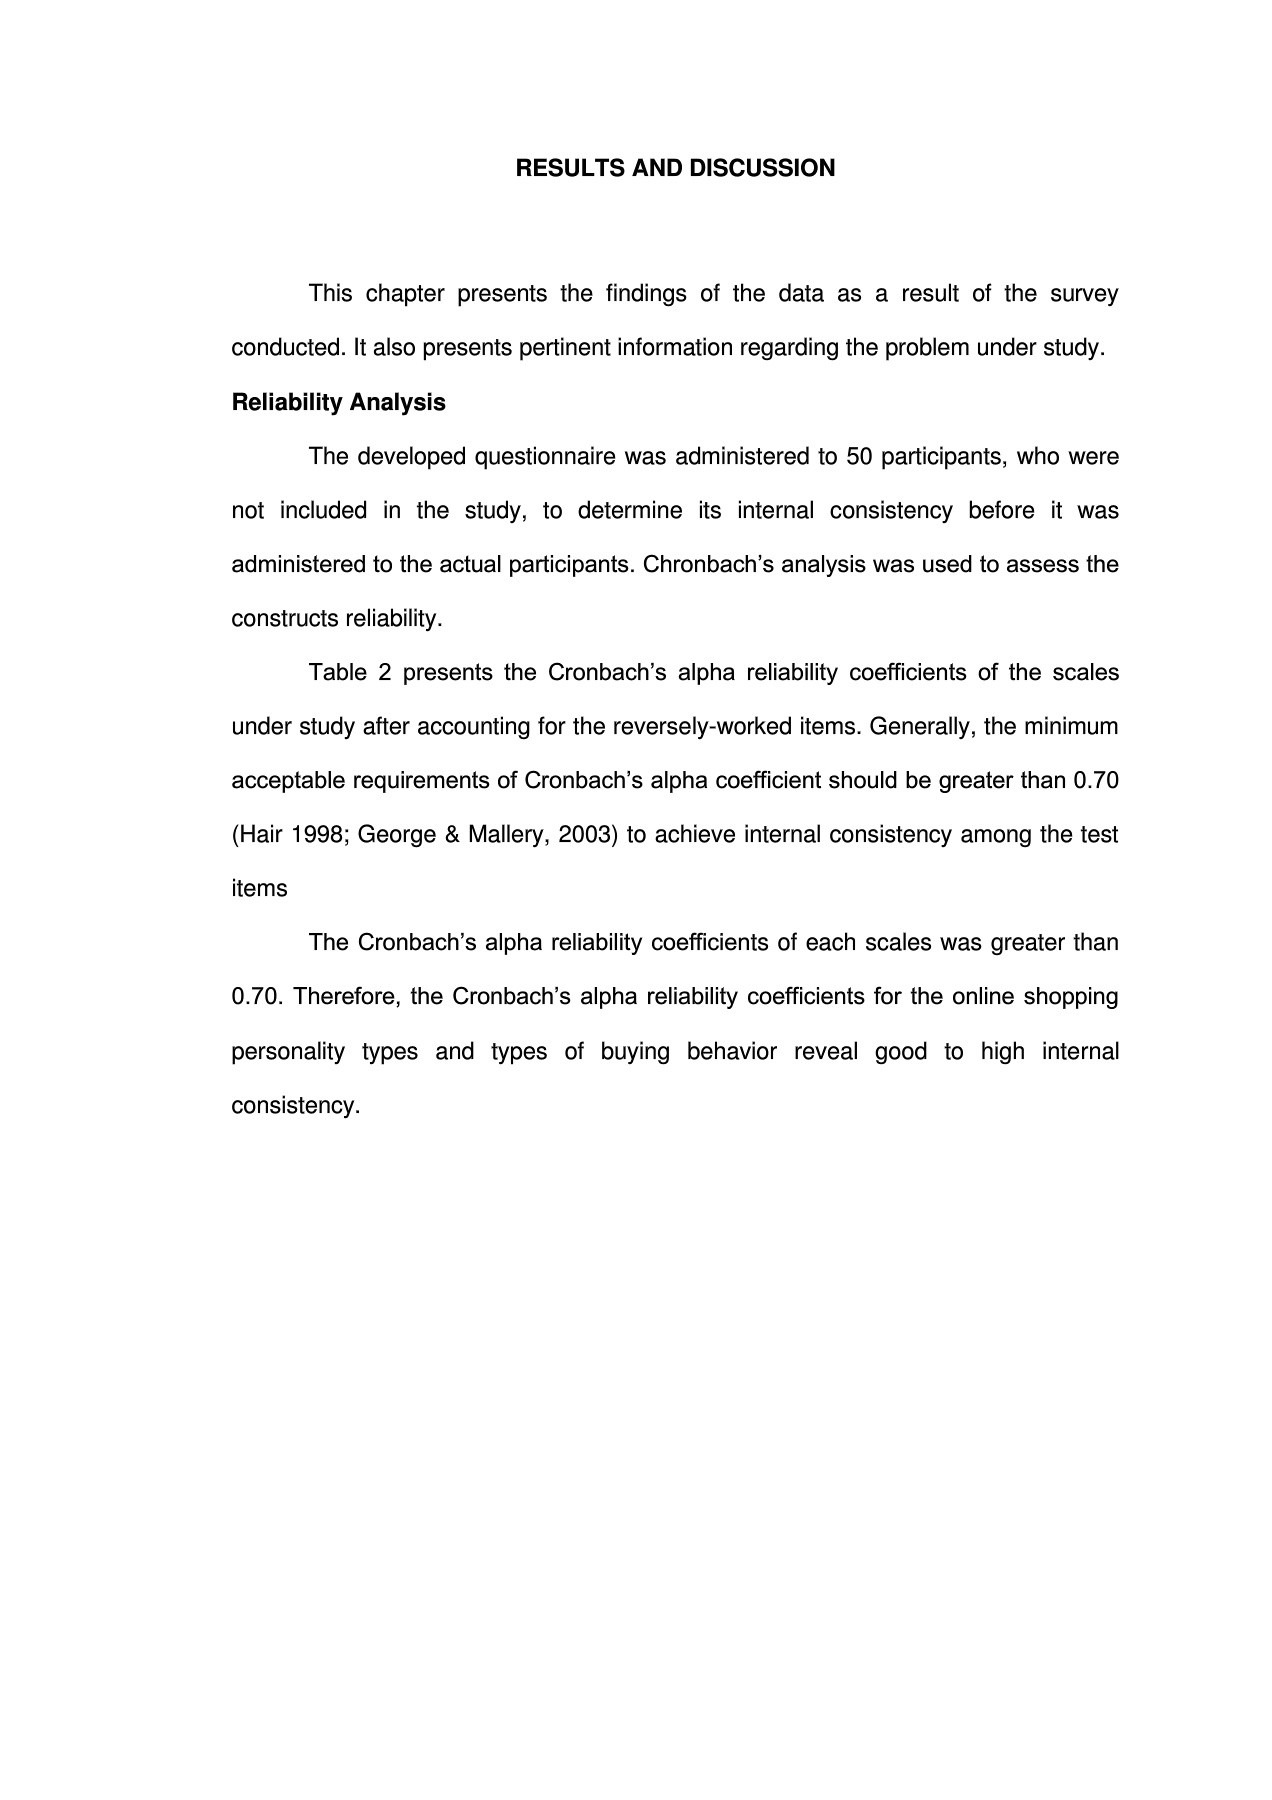 RESULTS AND DISCUSSION
This chapter presents the findings of the data as a result of the survey
conducted. It also presents pertinent information regarding the problem under study.
Reliability Analysis
The developed questionnaire was administered to 50 participants, who were
not included in the study, to determine its internal consistency before it was
administered to the actual participants. Chronbach’s analysis was used to assess the
constructs reliability.
Table 2 presents the Cronbach’s alpha reliability coefficients of the scales
under study after accounting for the reversely-worked items. Generally, the minimum
acceptable requirements of Cronbach’s alpha coefficient should be greater than 0.70
(Hair 1998; George & Mallery, 2003) to achieve internal consistency among the test
items
The Cronbach’s alpha reliability coefficients of each scales was greater than
0.70. Therefore, the Cronbach’s alpha reliability coefficients for the online shopping
personality types and types of buying behavior reveal good to high internal
consistency.